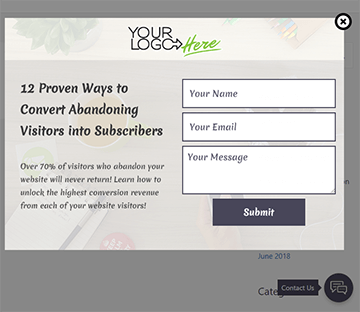 YOUR
LOGO Here
12 Proven Ways to
Convert Abandoning
Visitors into Subscribers
Over 70% of visitors who abandon your
website will never return! Learn how to
unlock the highest conversion revenue
from each of your website visitors!
Your Name
Your Email
Your Message
Submit
on
June 2018
Contact Us
Categ